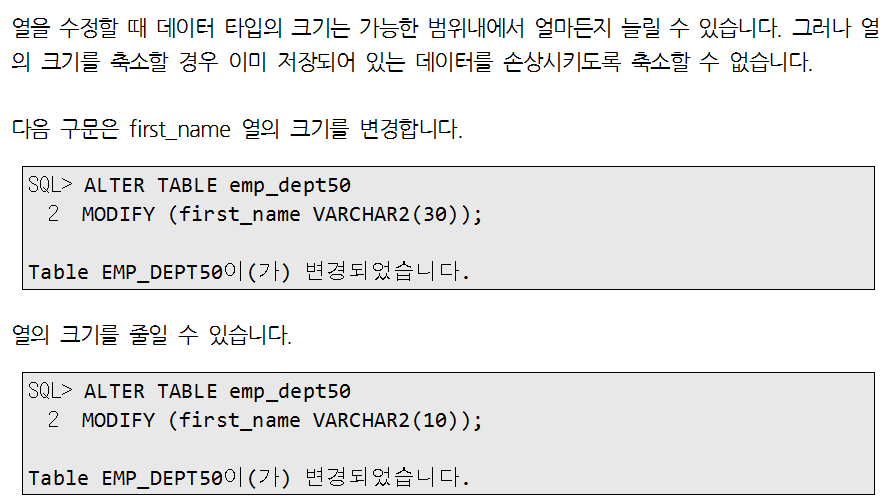 열을 수정할 때 데이터 타입의 크기는 가능한 범위내에서 얼마든지 늘릴 수 있습니다. 그러나 열
의 크기를 축소할 경우 이미 저장되어 있는 데이터를 손상시키도록 축소할 수 없습니다.
다음 구문은 first_name 열의 크기를 변경합니다.
SQL> ALTER TABLE emp_dept50
2 MODIFY (first_name VARCHAR2(30));
Table EMP_DEPT50이(가) 변경되었습니다.
열의 크기를 줄일 수 있습니다.
SQL> ALTER TABLE emp_dept50
2 MODIFY (first_name VARCHAR2(10));
Table EMP_DEPT50이(가) 변경되었습니다.